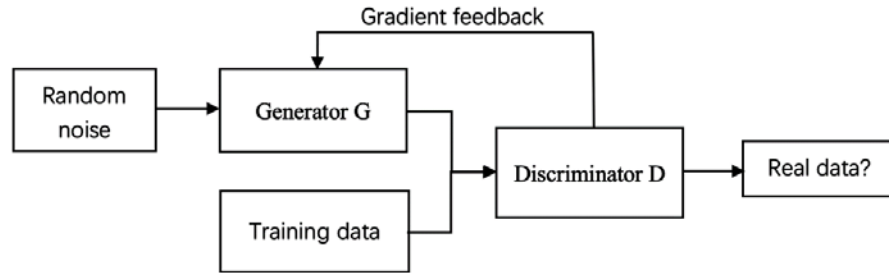 Gradient feedback
Random
noise
Generator G
Discriminator D
Real data?
Training data